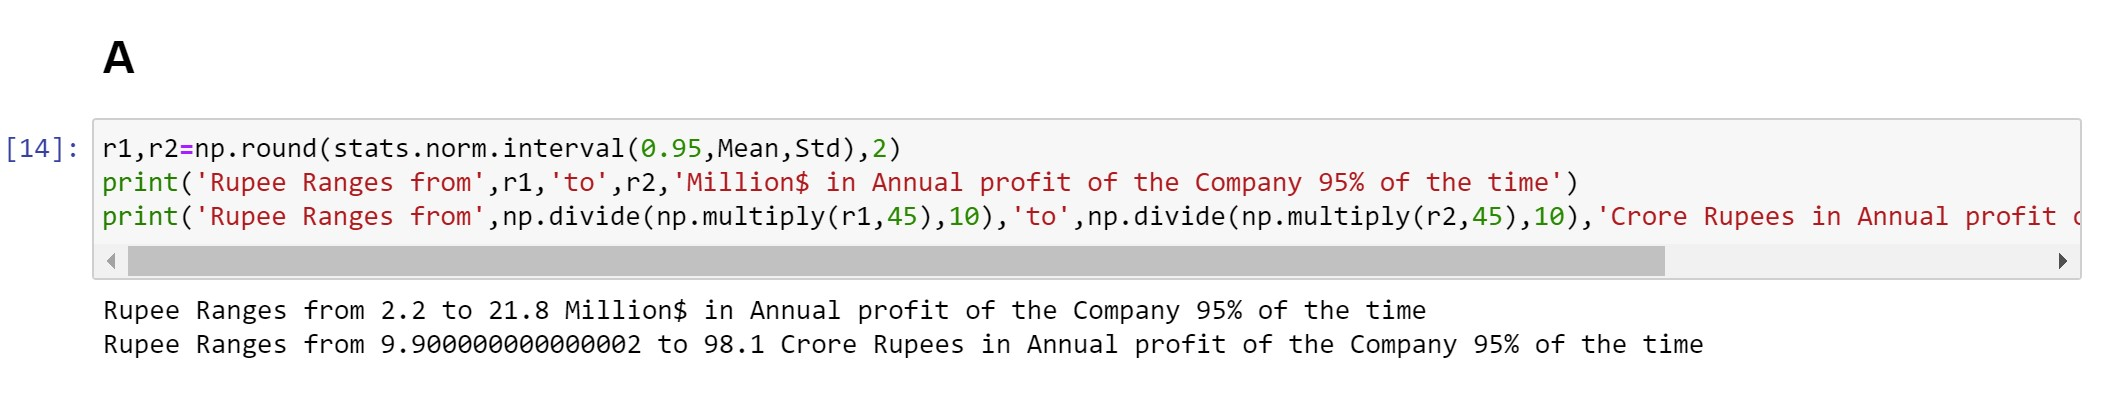 A
[14]: r1,r2=np.round(stats.norm.interval(0.95,Mean,Std),2)
print('Rupee Ranges from',r1,'to',r2,'Million$ in Annual profit of the Company 95% of the time')
print('Rupee Ranges from',np.divide(np.multiply(r1,45),10),'to',np.divide(np.multiply(r2,45),10),'Crore Rupees in Annual profit
Rupee Ranges from 2.2 to 21.8 Million$ in Annual profit of the Company 95% of the time
Rupee Ranges from 9.900000000000002 to 98.1 Crore Rupees in Annual profit of the Company 95% of the time